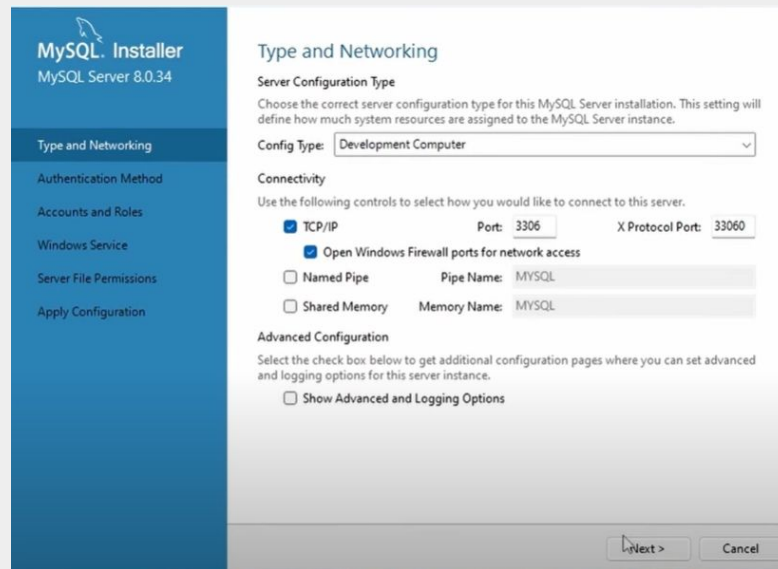 MySQL. Installer
MySQL Server 8.0.34
Type and Networking
Authentication Method
Accounts and Roles
Windows Service
Server File Permissions
Apply Configuration
Type and Networking
Server Configuration Type
Choose the correct server configuration type for this MySQL Server installation. This setting will
define how much system resources are assigned to the MySQL Server instance.
Config Type: Development Computer
Connectivity
Use the following controls to select how you would like to connect to this server.
TCP/IP Port: 3306 X Protocol Port: 33060
Open Windows Firewall ports for network access
Named Pipe Pipe Name: MYSQL
Shared Memory Memory Name: MYSQL
Advanced Configuration
Select the check box below to get additional configuration pages where you can set advanced
and logging options for this server instance.
Show Advanced and Logging Options
Next > Cancel